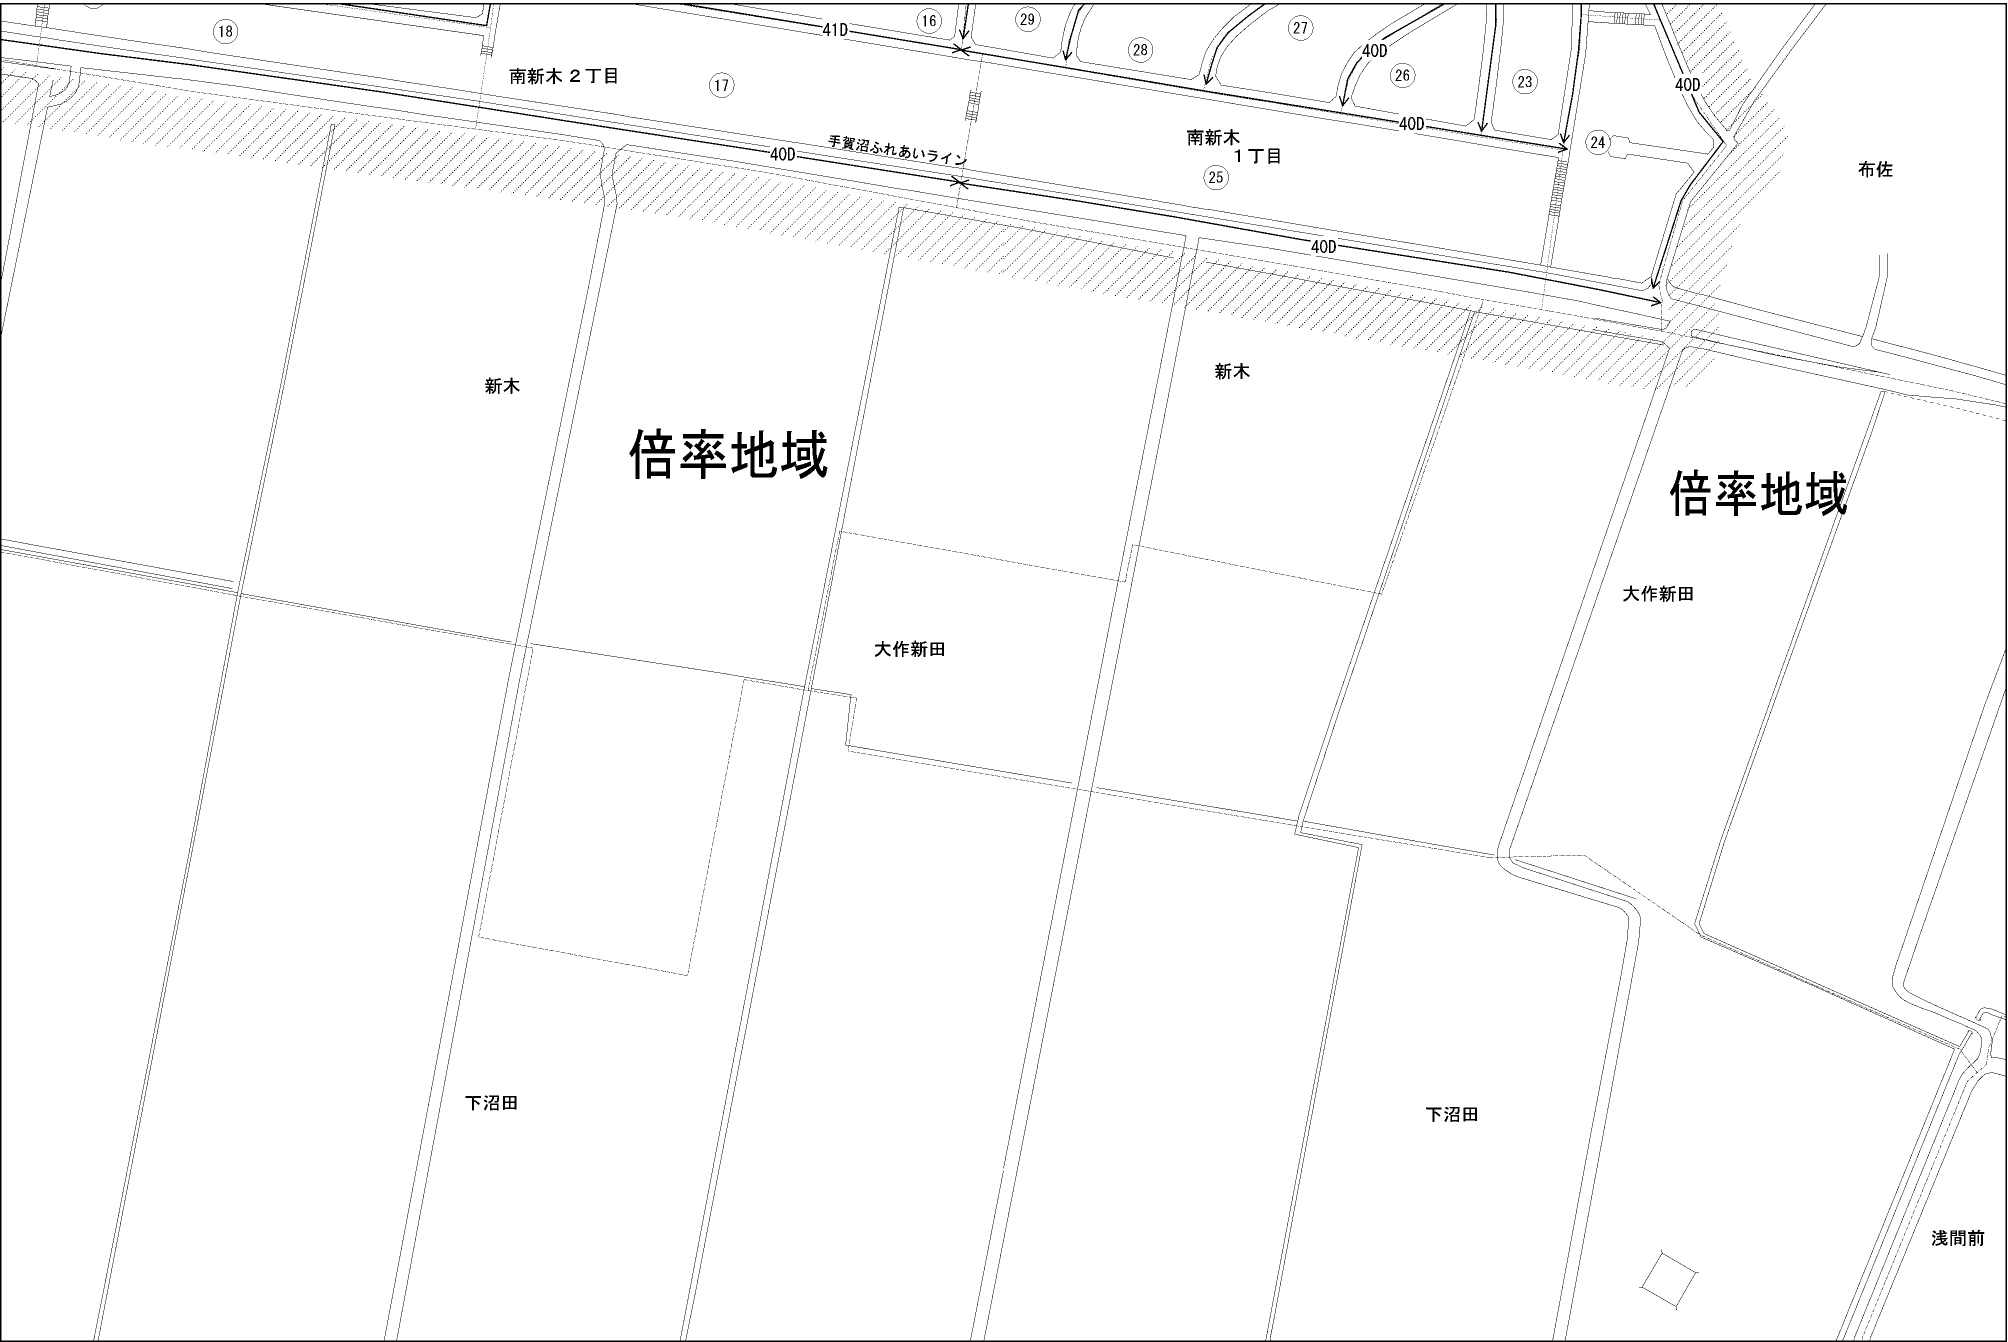 16
29
27
18
41D
28
40D
26
23
40D
南新木2丁目
17
40D
南新木
1丁目
24
手賀沼ふれあいライン
40D
25
布佐
40D
新木
新木
倍率地域
倍率地域
大作新田
大作新田
下沼田
下沼田
浅間前